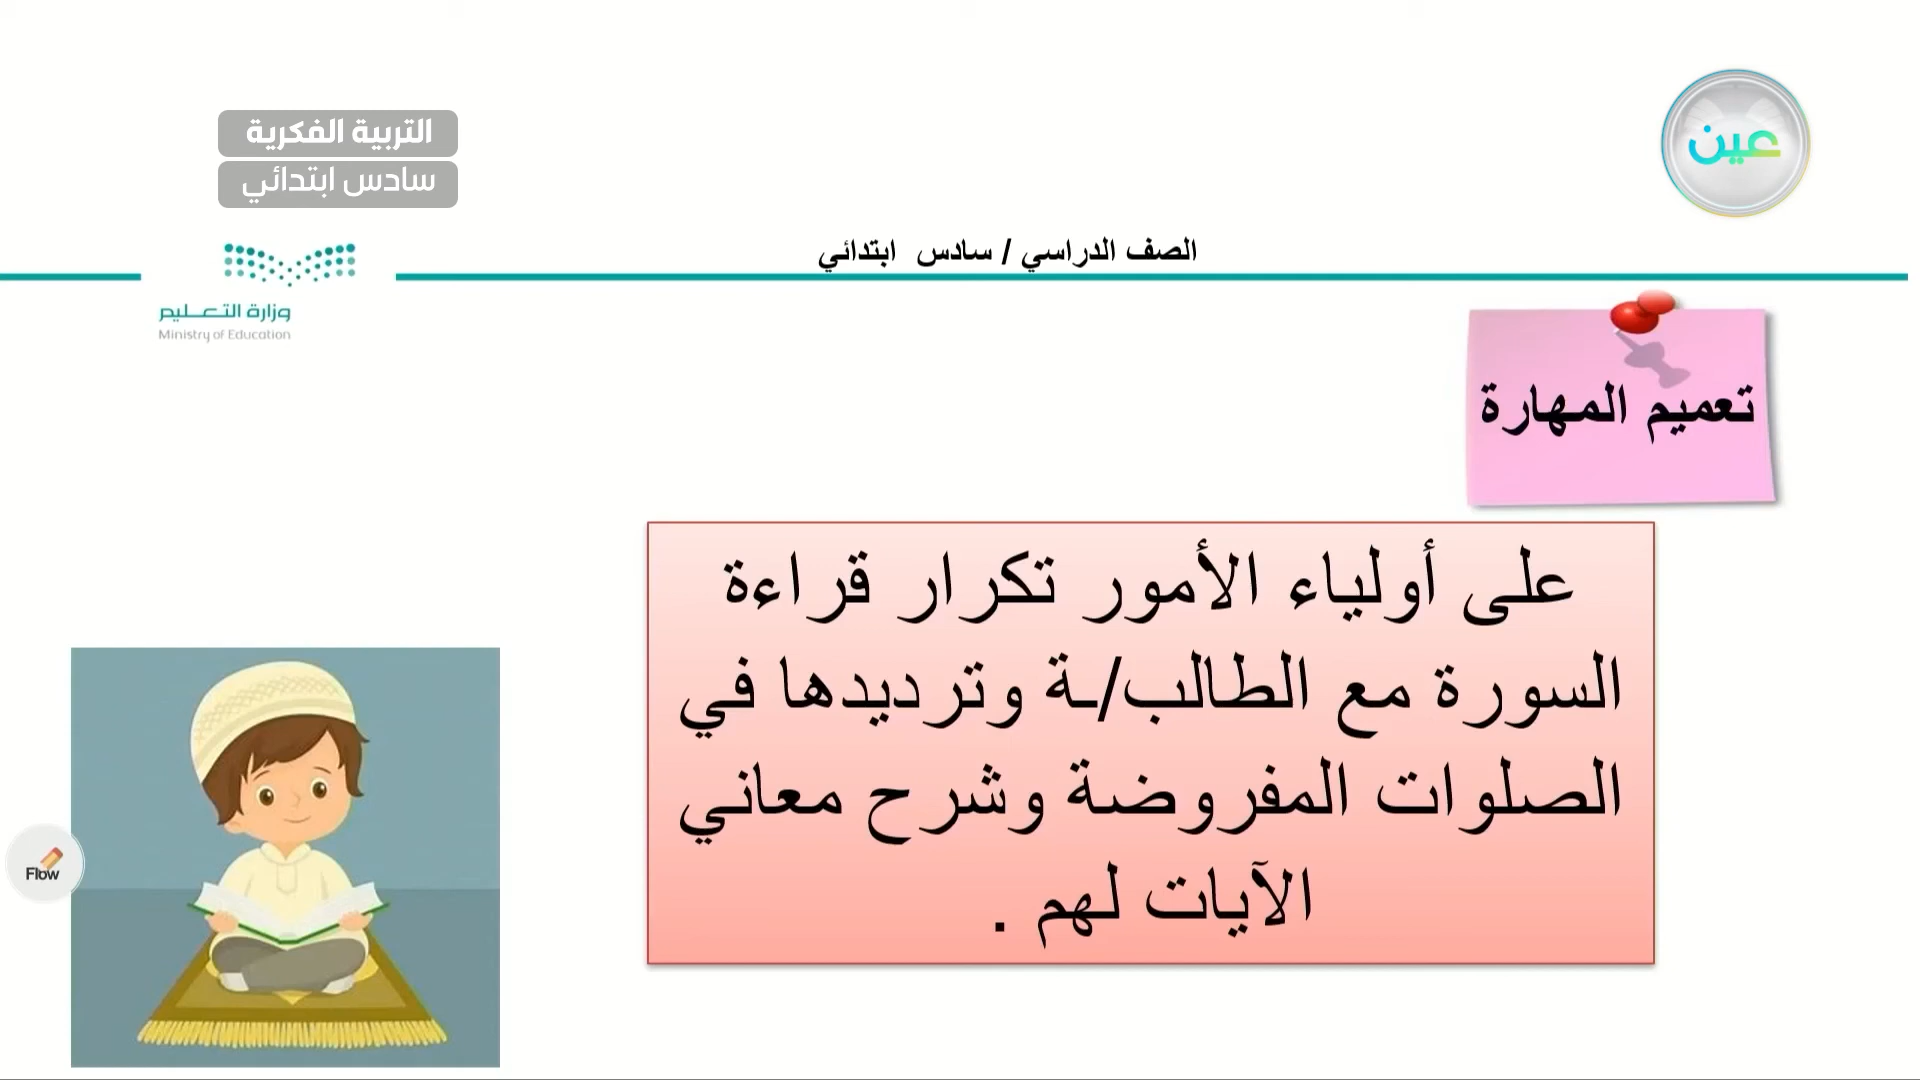 التربية الفكرية
سادس ابتدائي
عين
الصف الدراسي / سادس ابتدائي
وزارة التعليم
Ministry of Education
تعميم المهارة
على أولياء الأمور تكرار قراءة
السورة مع الطالب/ـة وترديدها في
الصلوات المفروضة وشرح معاني
الآيات لهم .
Flow